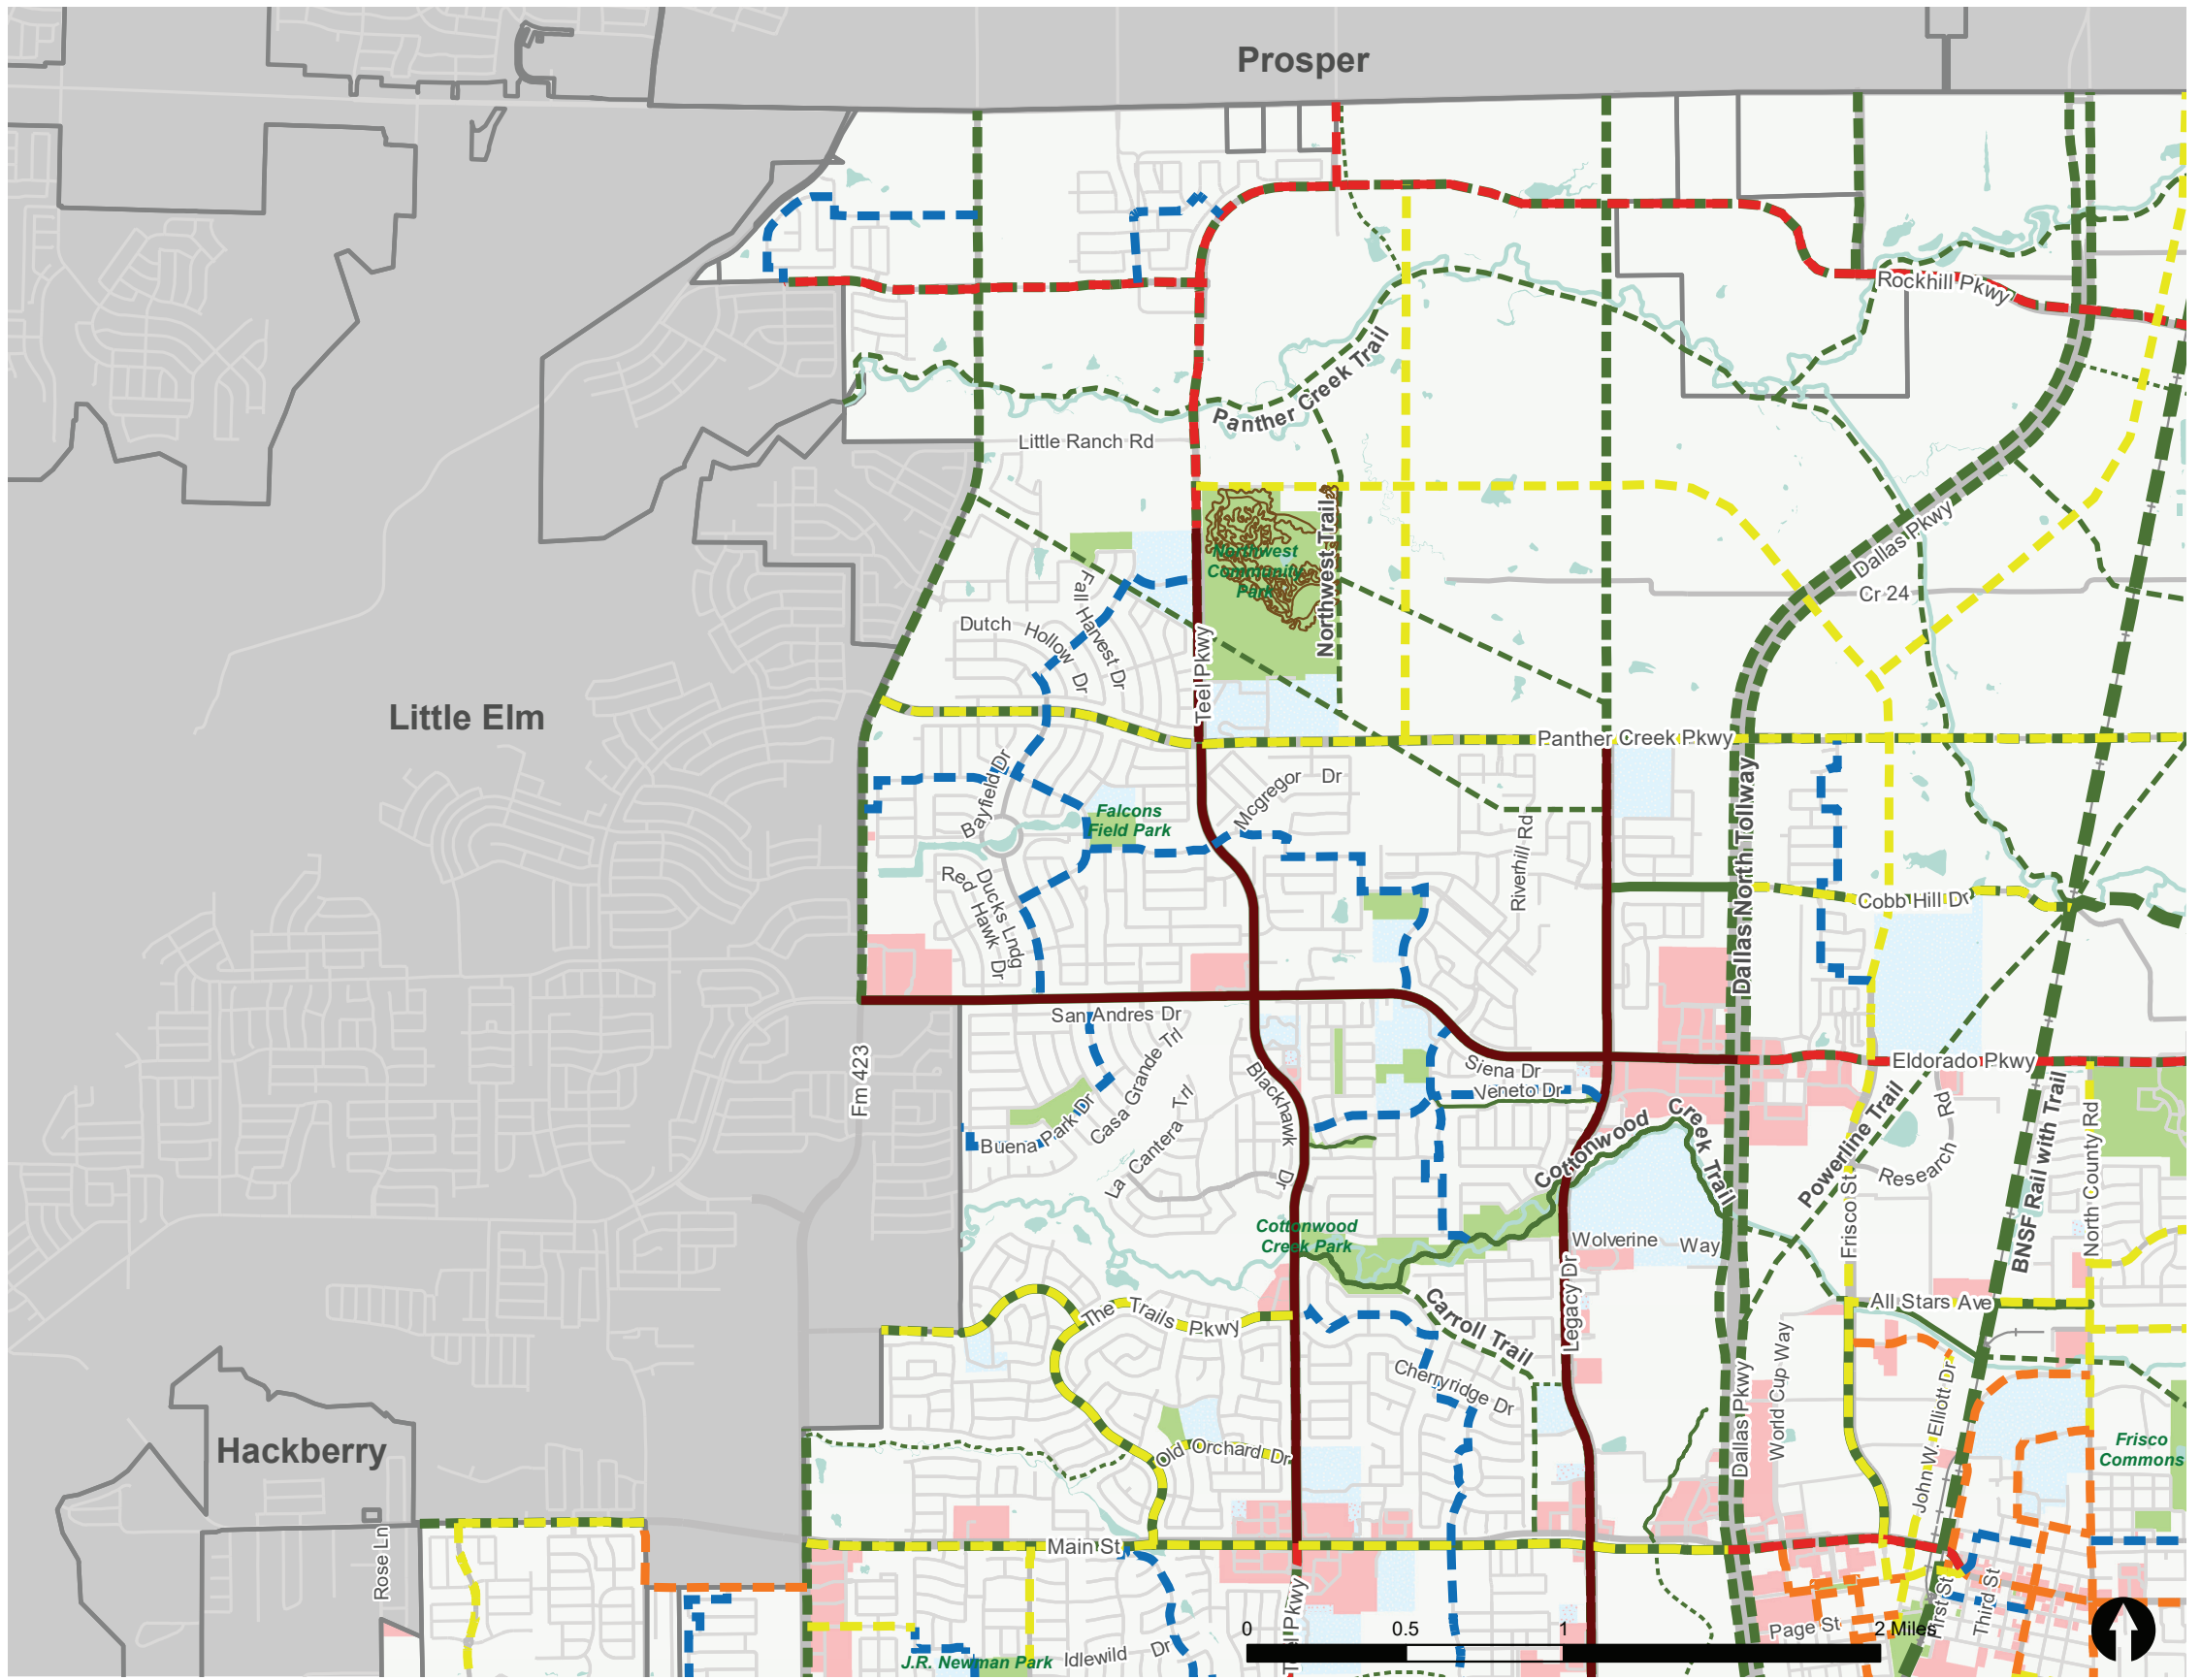 Prosper
Rockhill Pkwy
Panther Creek Trail
Little Ranch Rd
Northwest Trail
Northwest
Community
Park
Dallas Pkwy
Cr 24
Fall Harvest Dr
Dutch Hollow Dr
Teel Pkwy
Little Elm
Panther Creek Pkwy
Bayfield Dr
Mcgregor Dr
Falcons
Field Park
Dallas North Tollway
Riverhill Rd
Red Hawk Dr
Ducks Lndg
Cobb Hill Dr
San Andres Dr
Casa Grande Trl
Fm 423
Blackhawk Dr
Siena Dr
Veneto Dr
Eldorado Pkwy
Buena Park Dr
La Cantera Trl
Cottonwood Creek Trail
Powerline Trail
Research Rd
BNSF Rail with Trail
North County Rd
Frisco St
Cottonwood
Creek Park
Wolverine Way
Legacy Dr
The Trails Pkwy
Carroll Trail
All Stars Ave
World Cup Way
Cherryridge Dr
Dallas Pkwy
John W. Elliott Dr
Hackberry
Old Orchard Dr
Frisco
Commons
Rose Ln
Main St
Teel Pkwy
First St
Third St
Page St
J.R. Newman Park
Idlewild Dr
0 0.5 1 2 Miles